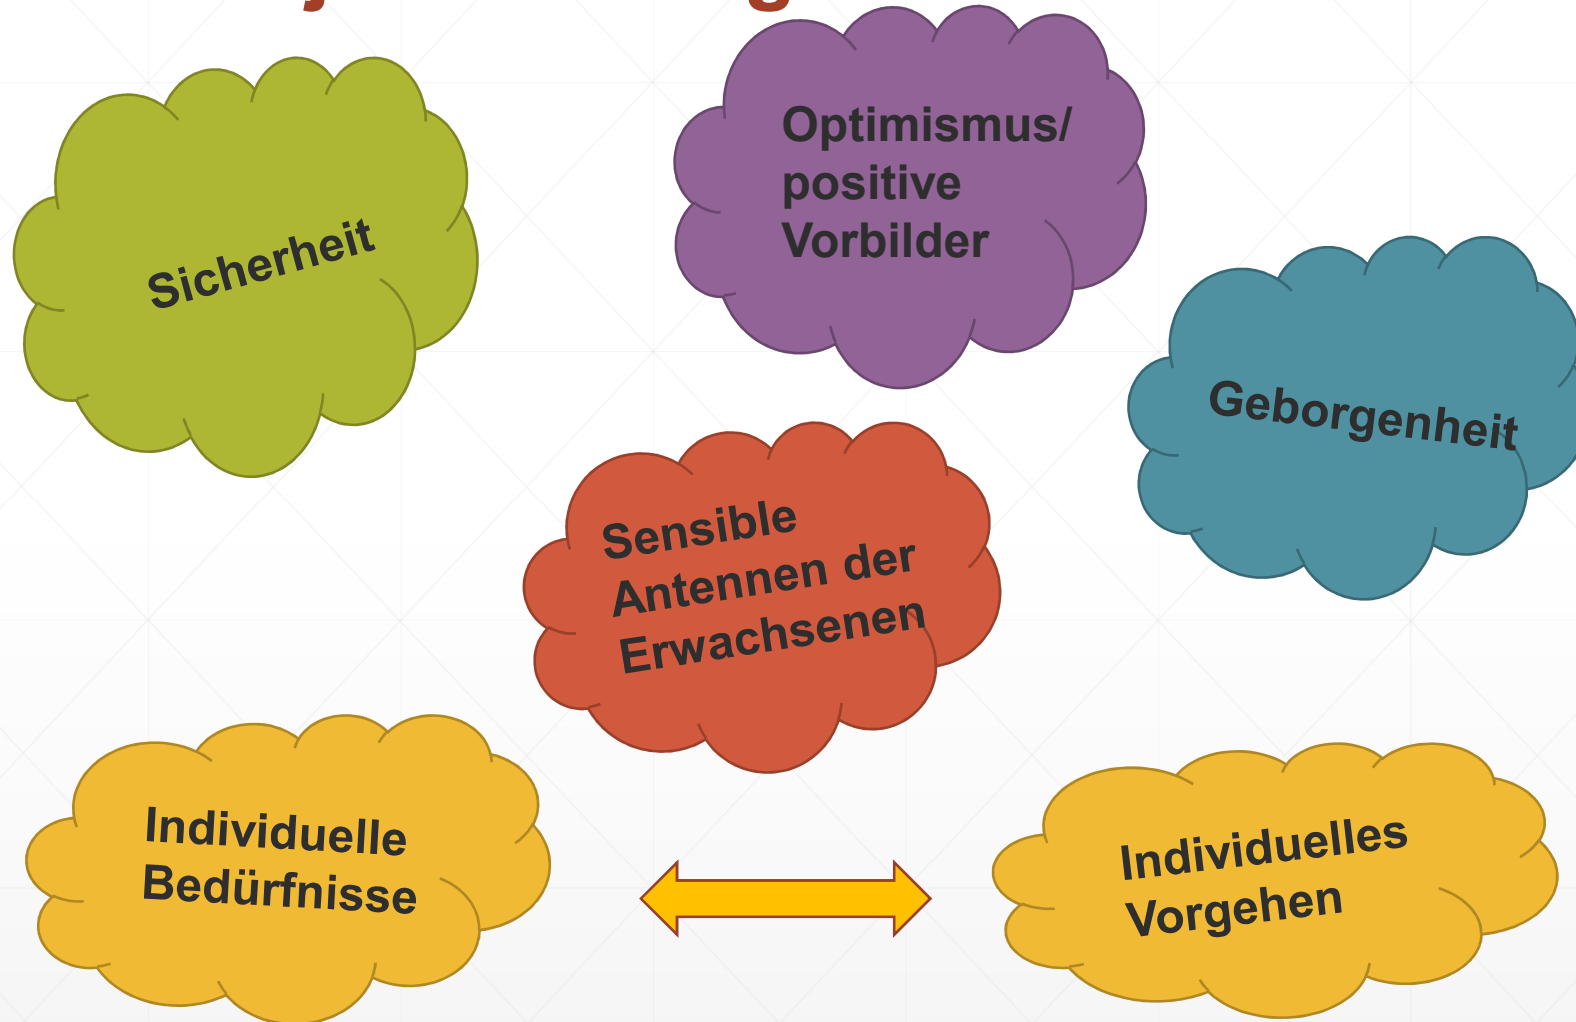 Sicherheit
Optimismus/
positive
Vorbilder
Geborgenheit
Sensible
Antennen der
Erwachsenen
Individuelle
Bedürfnisse
Individuelles
Vorgehen